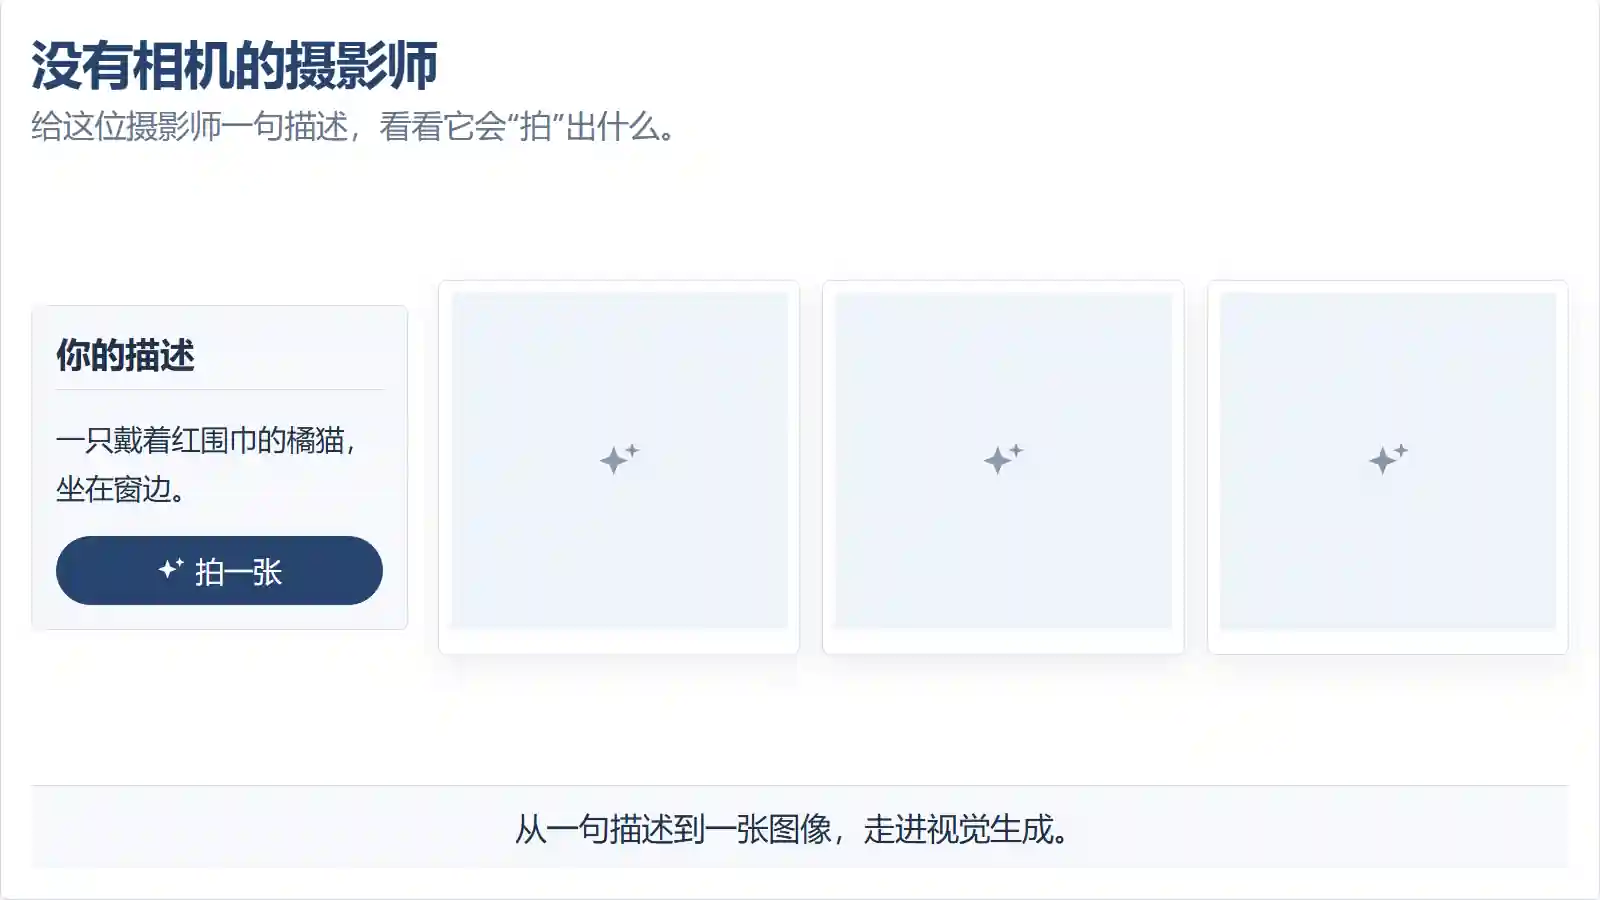 没有相机的摄影师
给这位摄影师一句描述，看看它会“拍”出什么。
你的描述
一只戴着红围巾的橘猫，
坐在窗边。
拍一张
从一句描述到一张图像，走进视觉生成。